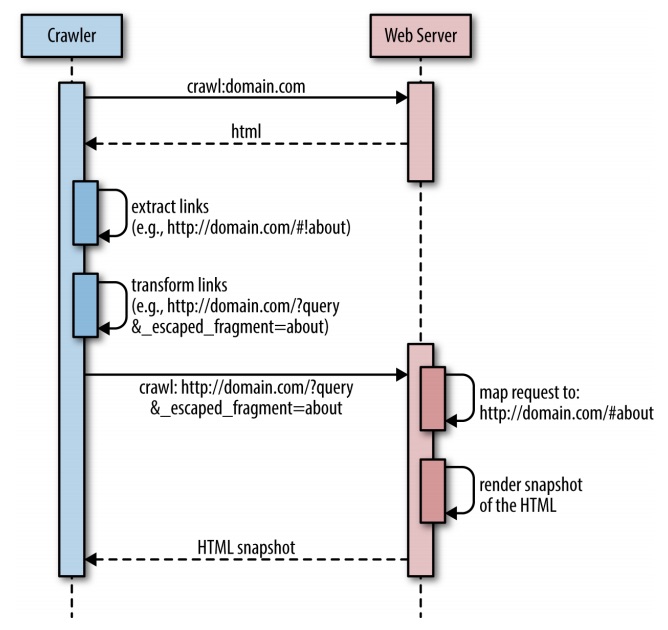 Crawler
Web Server
crawl:domain.com
html
extract links
(e.g., http://domain.com/#!about)
transform links
(e.g., http://domain.com/?query
&_escaped_fragment=about)
crawl: http://domain.com/?query
&_escaped_fragment=about
map request to:
http://domain.com/#about
render snapshot
of the HTML
HTML snapshot